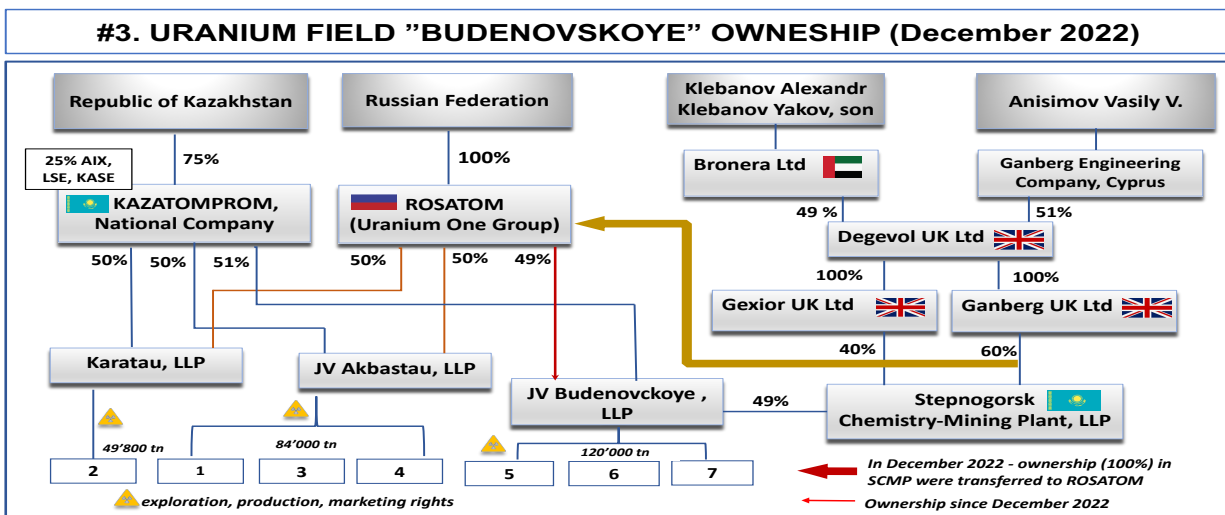 #3. URANIUM FIELD ”BUDENOVSKOYE” OWNESHIP (December 2022)
Republic of Kazakhstan
Russian Federation
Klebanov Alexandr
Klebanov Yakov, son
Anisimov Vasily V.
25% AIX,
LSE, KASE
75%
100%
Bronera Ltd
Ganberg Engineering
Company, Cyprus
KAZATOMPROM,
National Company
ROSATOM
(Uranium One Group)
49 %
51%
Degevol UK Ltd
50%
50%
51%
50%
50%
49%
100%
100%
Gexior UK Ltd
Ganberg UK Ltd
40%
60%
Karatau, LLP
JV Akbastau, LLP
JV Budenovckoye ,
LLP
49%
Stepnogorsk
Chemistry-Mining Plant, LLP
49’800 tn
84’000 tn
120’000 tn
2
1
3
4
5
6
7
In December 2022 - ownership (100%) in
SCMP were transferred to ROSATOM
exploration, production, marketing rights
Ownership since December 2022